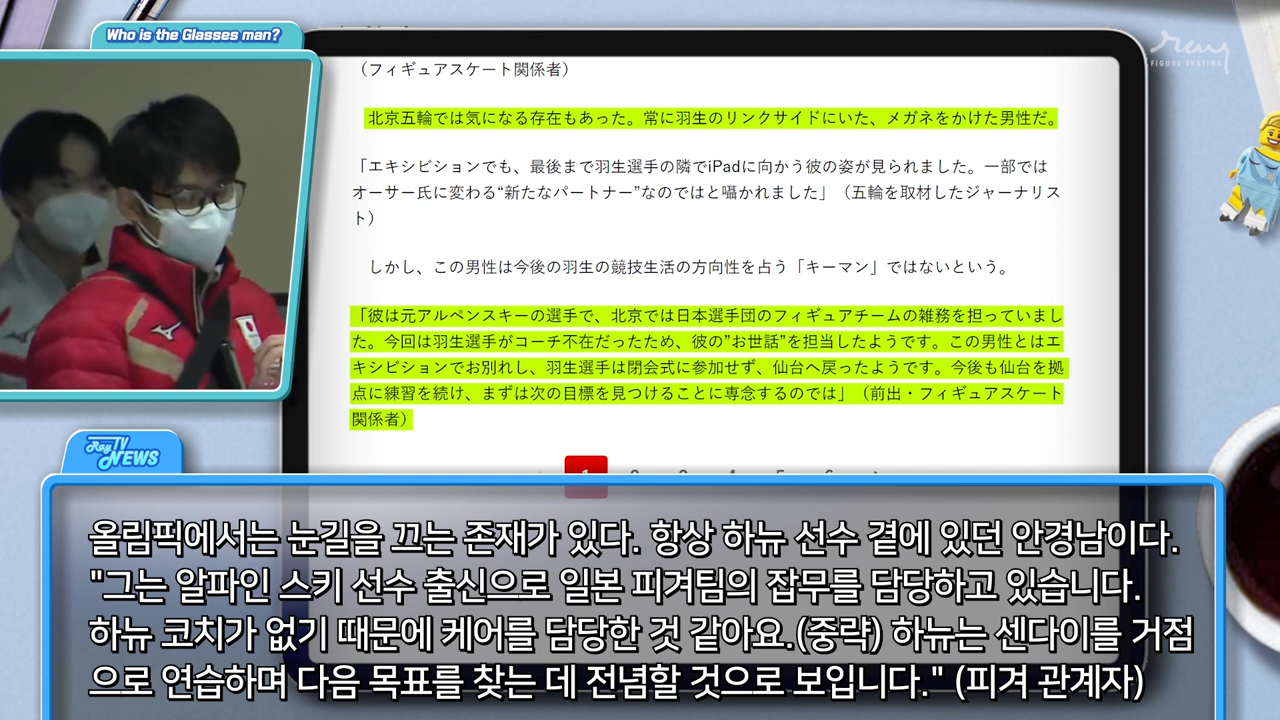 Who is the Glasses man?
Ray
FIGURE SKATING
（フィギュアスケート関係者）
北京五輪では気になる存在もあった。常に羽生のリンクサイドにいた、メガネをかけた男性だ。
「エキシビションでも、最後まで羽生選手の隣でiPadに向かう彼の姿が見られました。一部では
オーサー氏に変わる“新たなパートナー”なのではと囁かれました」（五輪を取材したジャーナリス
ト）
しかし、この男性は今後の羽生の競技生活の方向性を占う「キーマン」ではないという。
「彼は元アルペンスキーの選手で、北京では日本選手団のフィギュアチームの雑務を担っていまし
た。今回は羽生選手がコーチ不在だったため、彼の”お世話”を担当したようです。この男性とはエ
キシビションでお別れし、羽生選手は閉会式に参加せず、仙台へ戻ったようです。今後も仙台を拠
点に練習を続け、まずは次の目標を見つけることに専念するのでは」（前出・フィギュアスケート
関係者）
RayTV
NEWS
올림픽에서는 눈길을 끄는 존재가 있다. 항상 하뉴 선수 곁에 있던 안경남이다.
"그는 알파인 스키 선수 출신으로 일본 피겨팀의 잡무를 담당하고 있습니다.
하뉴 코치가 없기 때문에 케어를 담당한 것 같아요.(중략) 하뉴는 센다이를 거점
으로 연습하며 다음 목표를 찾는 데 전념할 것으로 보입니다." (피겨 관계자)